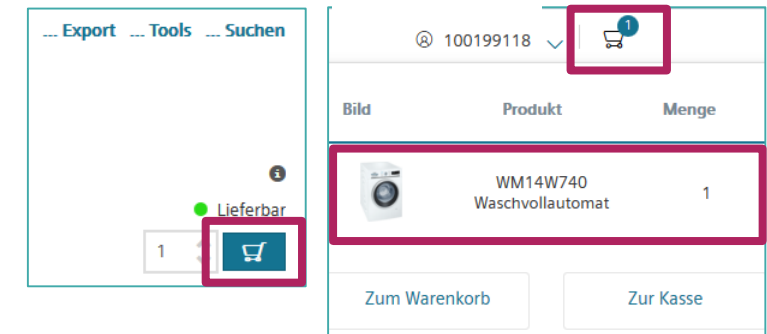 ... Export ... Tools ... Suchen
Lieferbar
1
100199118
1
Bild Produkt Menge
WM14W740
Waschvollautomat
1
Zum Warenkorb Zur Kasse